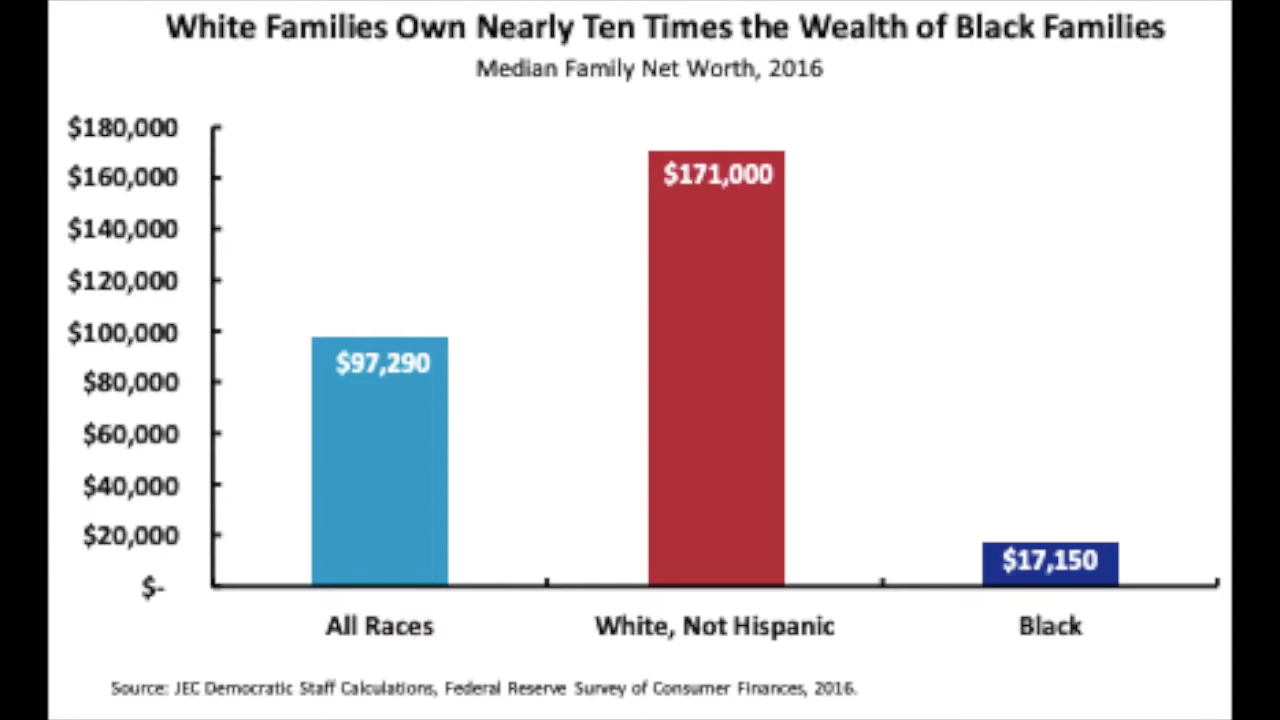 White Families Own Nearly Ten Times the Wealth of Black Families
Median Family Net Worth, 2016
$180,000
$160,000
$140,000
$120,000
$100,000
$80,000
$60,000
$40,000
$20,000
$-
$97,290
$171,000
$17,150
All Races
White, Not Hispanic
Black
Source: JEC Democratic Staff Calculations, Federal Reserve Survey of Consumer Finances, 2016.